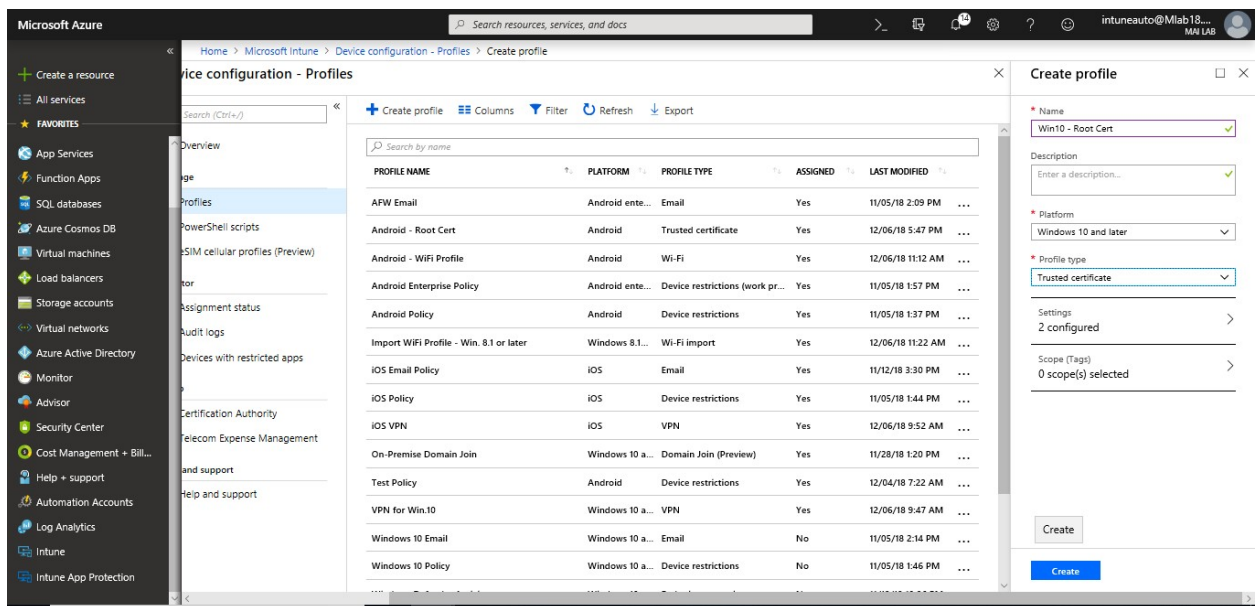 Microsoft Azure
Search resources, services, and docs
14
intuneauto@Mlab18....
MAI LAB
Home > Microsoft Intune > Device configuration - Profiles > Create profile
Create a resource
All services
FAVORITES
App Services
Function Apps
SQL databases
Azure Cosmos DB
Virtual machines
Load balancers
Storage accounts
Virtual networks
Azure Active Directory
Monitor
Advisor
Security Center
Cost Management + Bill...
Help + support
Automation Accounts
Log Analytics
Intune
Intune App Protection
vice configuration - Profiles
Search (Ctrl+/)
Overview
age
Profiles
PowerShell scripts
eSIM cellular profiles (Preview)
tor
Assignment status
Audit logs
Devices with restricted apps
Certification Authority
Telecom Expense Management
and support
Help and support
Create profile Columns Filter Refresh Export
Search by name
PROFILE NAME PLATFORM PROFILE TYPE ASSIGNED LAST MODIFIED
AFW Email Android ente... Email Yes 11/05/18 2:09 PM ...
Android - Root Cert Android Trusted certificate Yes 12/06/18 5:47 PM ...
Android - WiFi Profile Android Wi-Fi Yes 12/06/18 11:12 AM ...
Android Enterprise Policy Android ente... Device restrictions (work pr... Yes 11/05/18 1:57 PM ...
Android Policy Android Device restrictions Yes 11/05/18 1:37 PM ...
Import WiFi Profile - Win. 8.1 or later Windows 8.1... Wi-Fi import Yes 12/06/18 11:22 AM ...
iOS Email Policy iOS Email Yes 11/12/18 3:30 PM ...
iOS Policy iOS Device restrictions Yes 11/05/18 1:44 PM ...
iOS VPN iOS VPN Yes 12/06/18 9:52 AM ...
On-Premise Domain Join Windows 10 a... Domain Join (Preview) Yes 11/28/18 1:20 PM ...
Test Policy Android Device restrictions Yes 12/04/18 7:22 AM ...
VPN for Win.10 Windows 10 a... VPN Yes 12/06/18 9:47 AM ...
Windows 10 Email Windows 10 a... Email No 11/05/18 2:14 PM ...
Windows 10 Policy Windows 10 a... Device restrictions No 11/05/18 1:46 PM ...
Create profile
* Name
Win10 - Root Cert
Description
Enter a description...
* Platform
Windows 10 and later
* Profile type
Trusted certificate
Settings
2 configured
Scope (Tags)
0 scope(s) selected
Create
Create